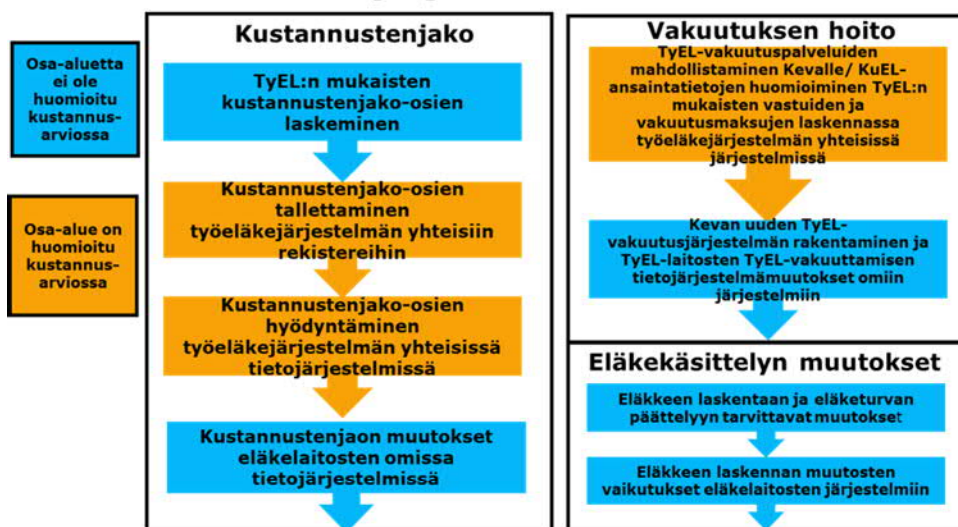 Osa-aluetta
ei ole
huomioitu
kustannus-
arviossa
Osa-alue on
huomioitu
kustannus-
arviossa
Kustannustenjako
TyEL:n mukaisten
kustannustenjako-osien
laskeminen
Kustannustenjako-osien
tallettaminen
työeläkejärjestelmän yhteisiin
rekistereihin
Kustannustenjako-osien
hyödyntäminen
työeläkejärjestelmän yhteisissä
tietojärjestelmissä
Kustannustenjaon muutokset
eläkelaitosten omissa
tietojärjestelmissä
Vakuutuksen hoito
TyEL-vakuutuspalveluiden
mahdollistaminen Kevalle/ KuEL-
ansaintatietojen huomioiminen TyEL:n
mukaisten vastuiden ja
vakuutusmaksujen laskennassa
työeläkejärjestelmän yhteisissä
järjestelmissä
Kevan uuden TyEL-
vakuutusjärjestelmän rakentaminen ja
TyEL-laitosten TyEL-vakuuttamisen
tietojärjestelmämuutokset omiin
järjestelmiin
Eläkekäsittelyn muutokset
Eläkkeen laskentaan ja eläketurvan
päättelyyn tarvittavat muutokset
Eläkkeen laskennan muutosten
vaikutukset eläkelaitosten järjestelmiin